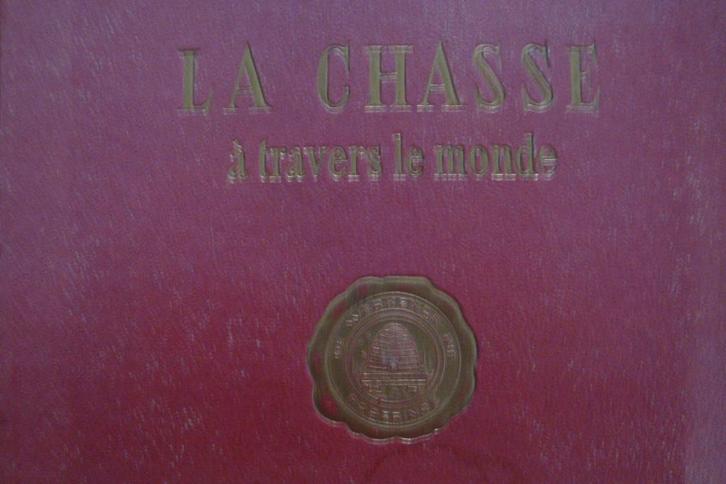 LA CHASSE
à travers le monde